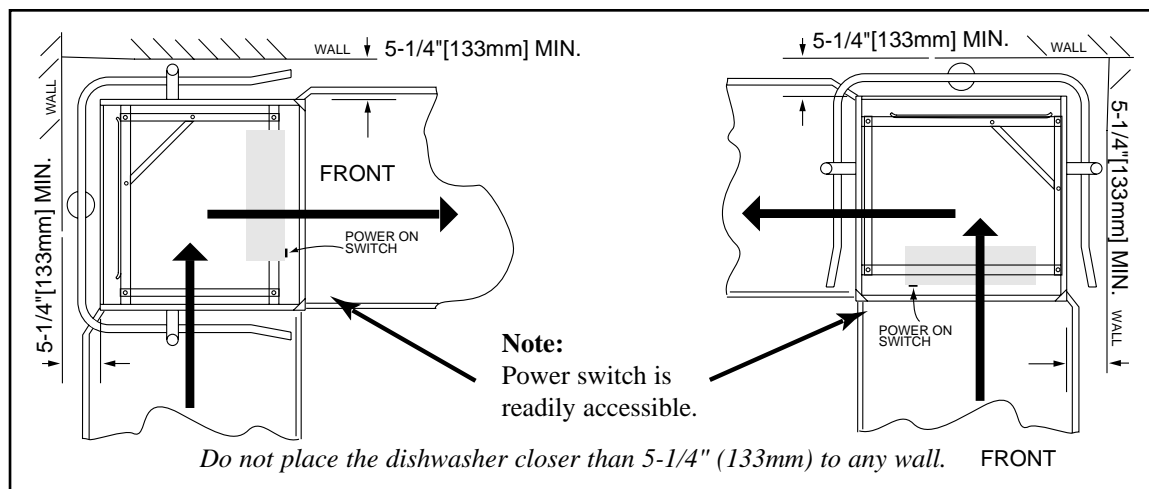 WALL
5-1/4"[133mm] MIN.
WALL
5-1/4"[133mm] MIN.
FRONT
POWER ON
SWITCH
5-1/4"[133mm] MIN.
WALL
5-1/4"[133mm] MIN.
WALL
POWER ON
SWITCH
Note:
Power switch is
readily accessible.
Do not place the dishwasher closer than 5-1/4" (133mm) to any wall.
FRONT